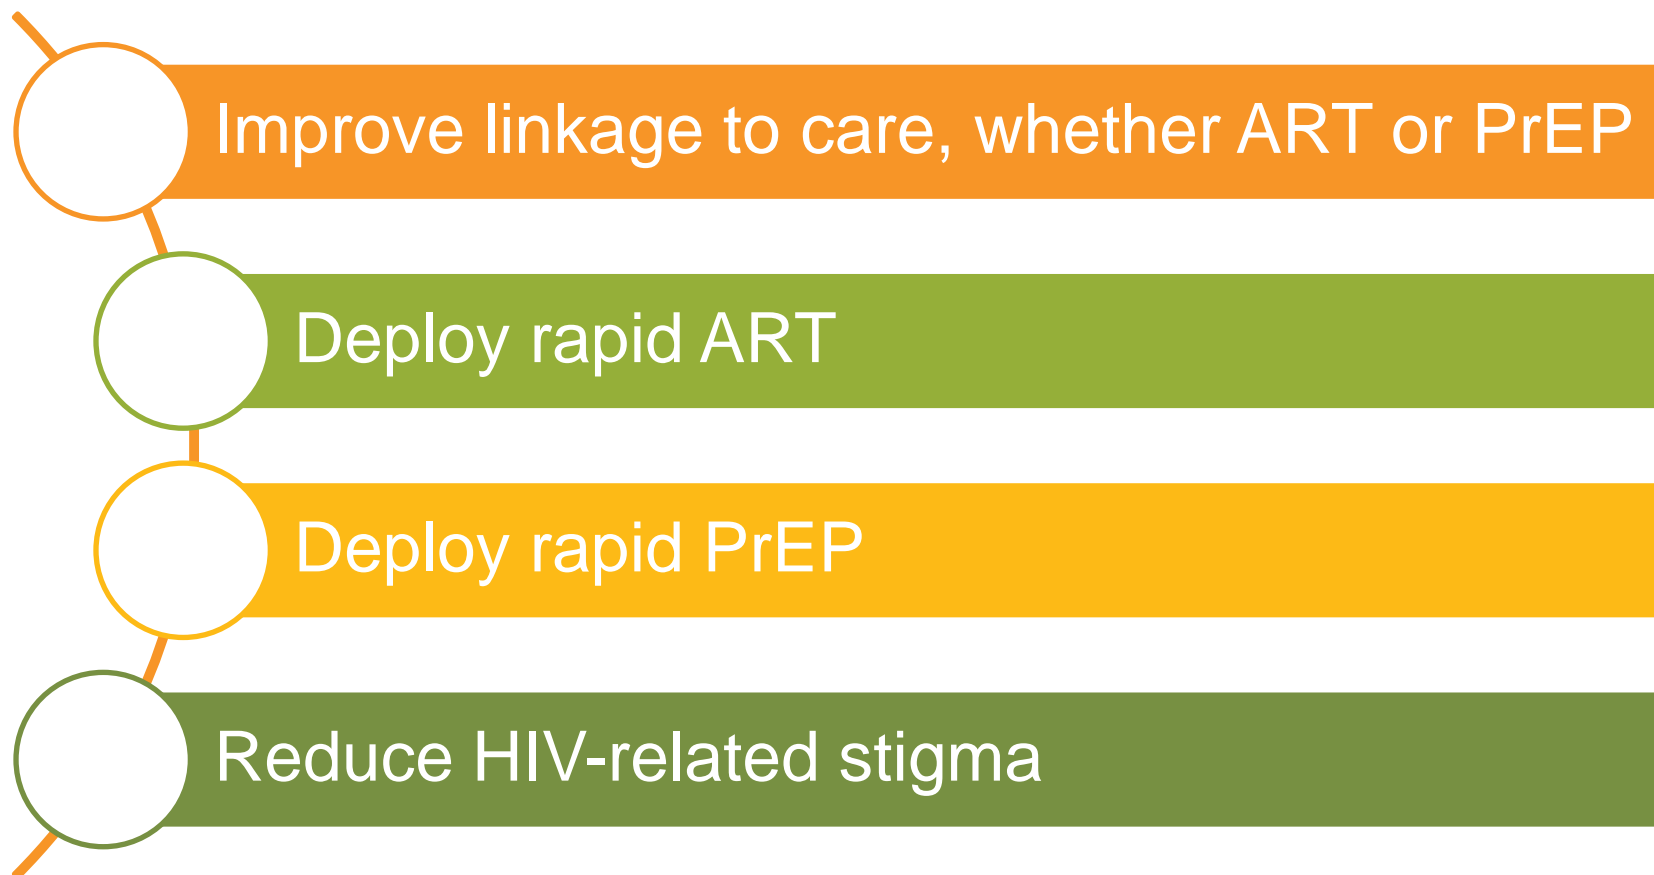 Improve linkage to care, whether ART or PrEP
Deploy rapid ART
Deploy rapid PrEP
Reduce HIV-related stigma